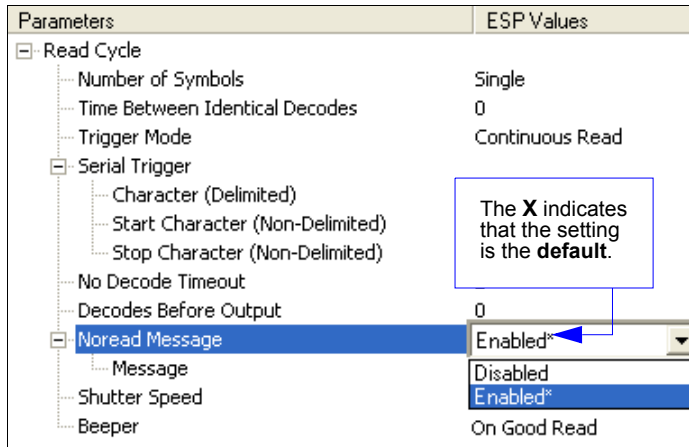 Parameters ESP Values
Read Cycle
Number of Symbols Single
Time Between Identical Decodes 0
Trigger Mode Continuous Read
Serial Trigger
Character (Delimited)
Start Character (Non-Delimited)
Stop Character (Non-Delimited)
The X indicates
that the setting
is the default.
No Decode Timeout
Decodes Before Output 0
Noread Message Enabled*
Message Disabled
Enabled*
Shutter Speed
Beeper On Good Read